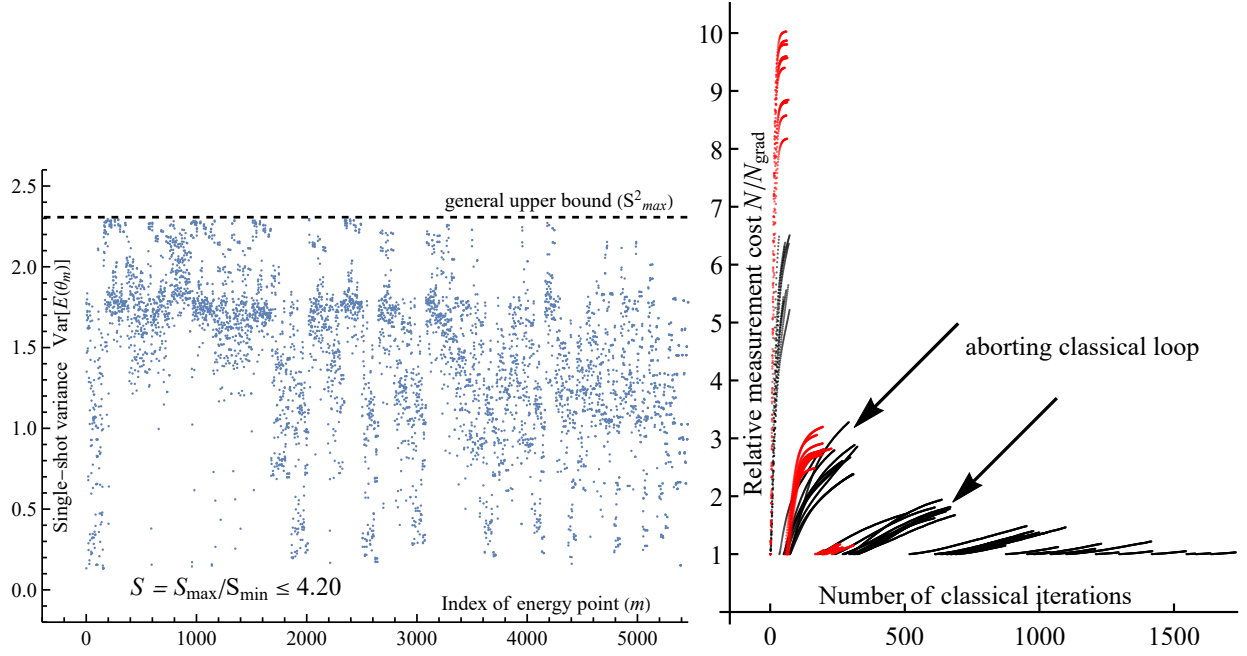 2.5
2.0
1.5
1.0
0.5
0.0
Single−shot variance Var[E((θm)]
general upper bound (S²max)
S = Smax/Smin ≤ 4.20
Index of energy point (m)
0 1000 2000 3000 4000 5000
10
9
8
7
6
5
4
3
2
1
Relative measurement cost N/Ngrad
aborting classical loop
Number of classical iterations
0 500 1000 1500